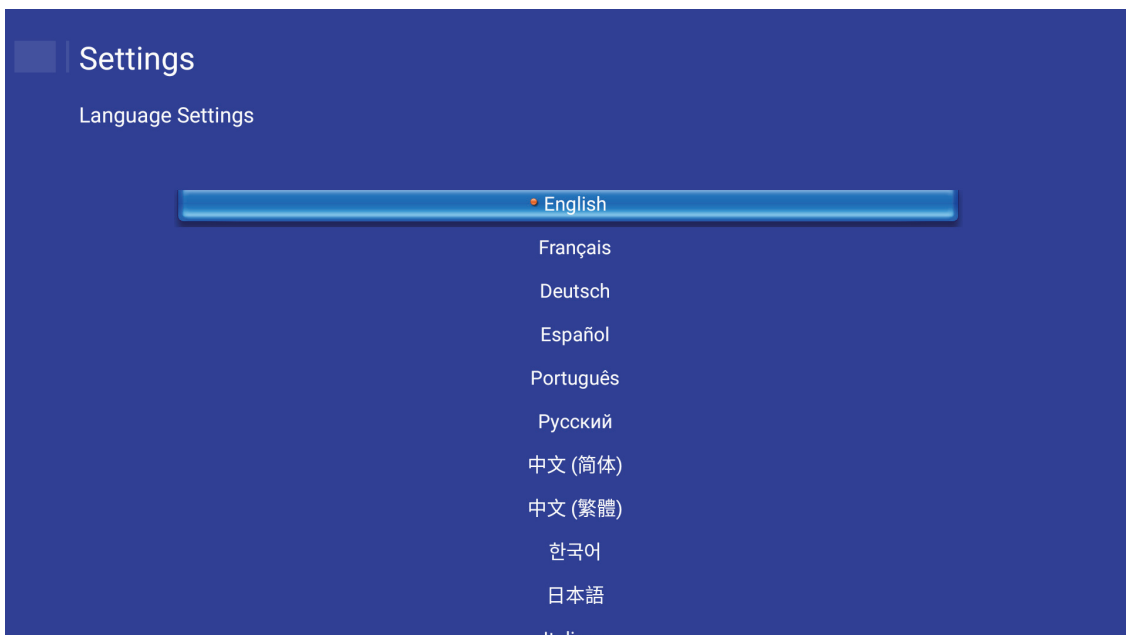 Settings
Language Settings
English
Français
Deutsch
Español
Português
Русский
中文 (简体)
中文 (繁體)
한국어
日本語